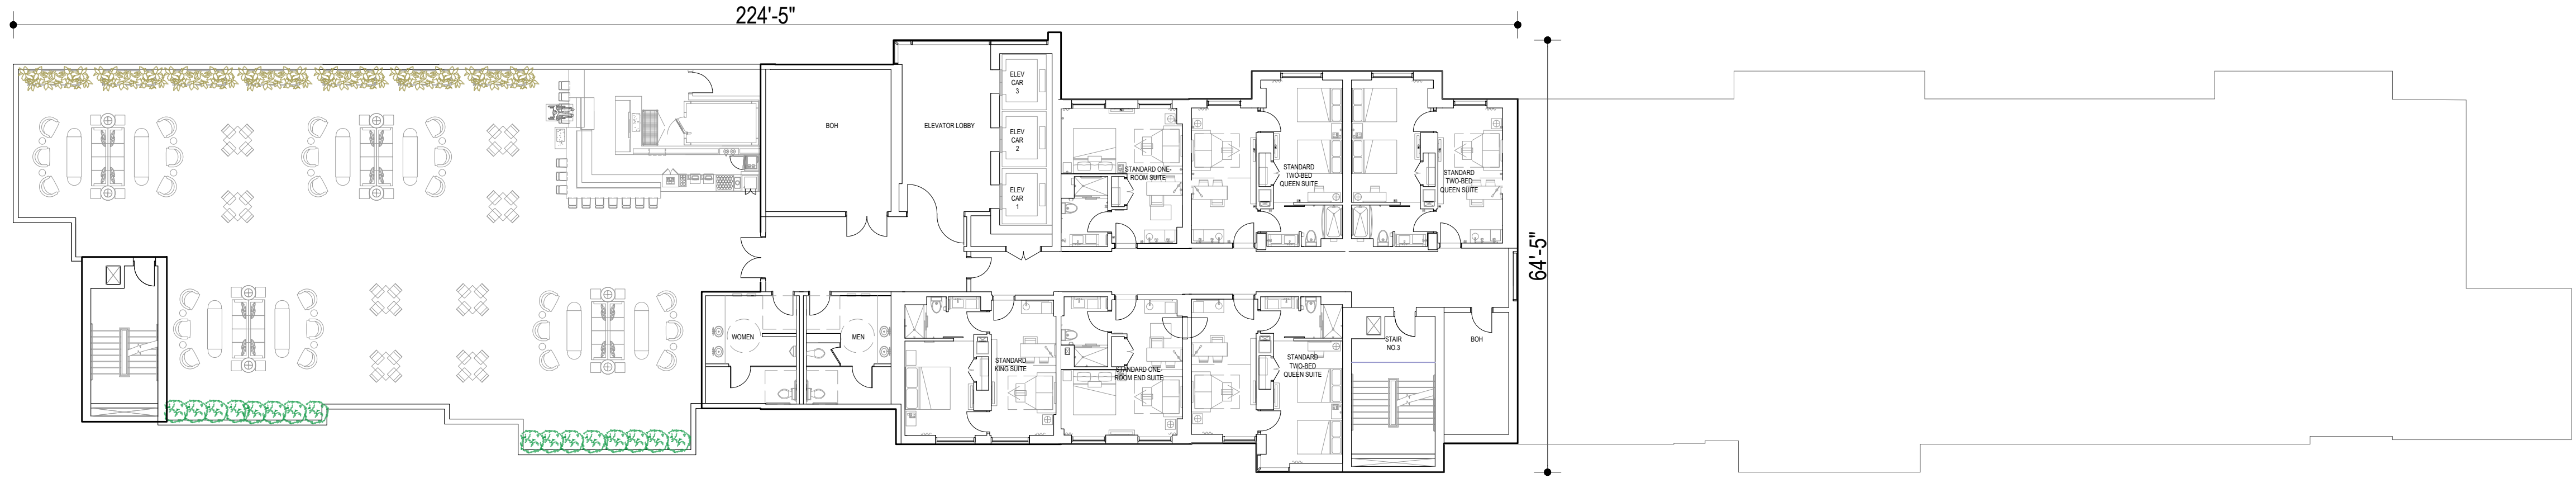 224'-5"
64'-5"
ELEV
CAR
3
ELEV
CAR
2
ELEV
CAR
1
BOH
ELEVATOR LOBBY
STANDARD ONE-
ROOM SUITE
STANDARD
TWO-BED
QUEEN SUITE
STANDARD
TWO-BED
QUEEN SUITE
WOMEN
MEN
STANDARD
KING SUITE
STANDARD ONE-
ROOM END SUITE
STANDARD
TWO-BED
QUEEN SUITE
STAIR
NO.3
BOH